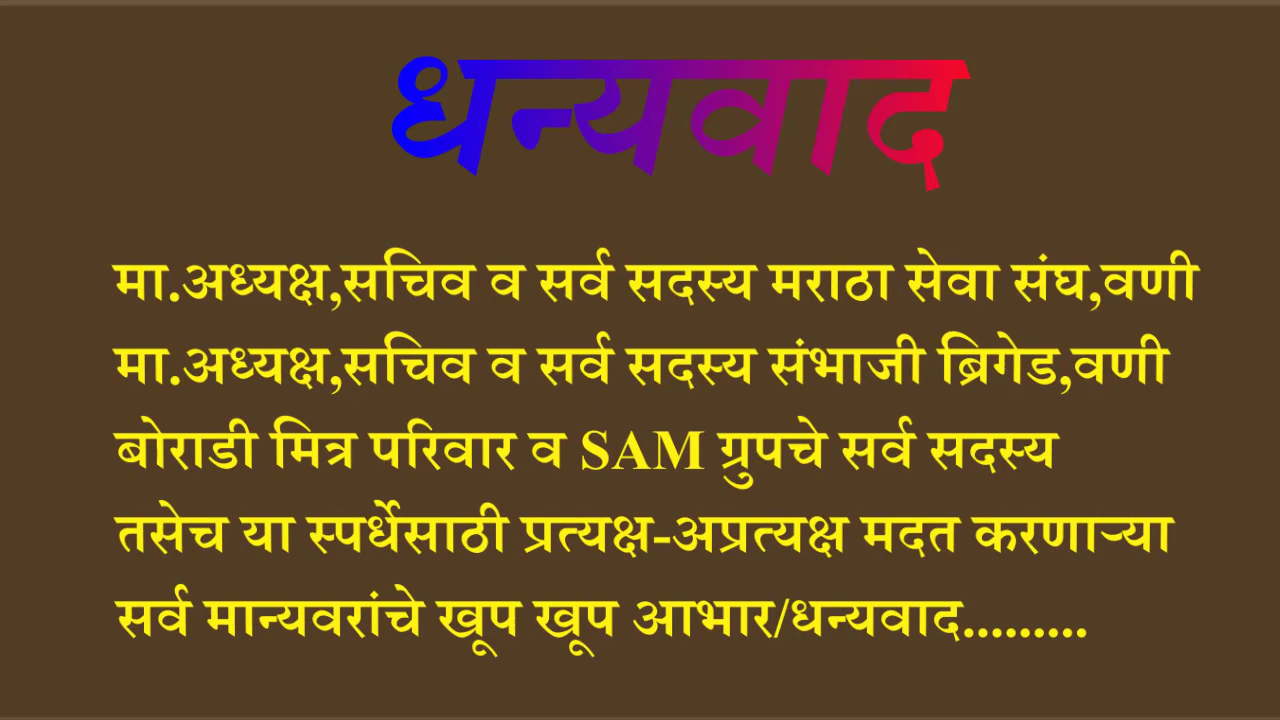 धन्यवाद
मा.अध्यक्ष,सचिव व सर्व सदस्य मराठा सेवा संघ,वणी
मा.अध्यक्ष,सचिव व सर्व सदस्य संभाजी ब्रिगेड,वणी
बोराडी मित्र परिवार व SAM ग्रुपचे सर्व सदस्य
तसेच या स्पर्धेसाठी प्रत्यक्ष-अप्रत्यक्ष मदत करणाऱ्या
सर्व मान्यवरांचे खूप खूप आभार/धन्यवाद.........